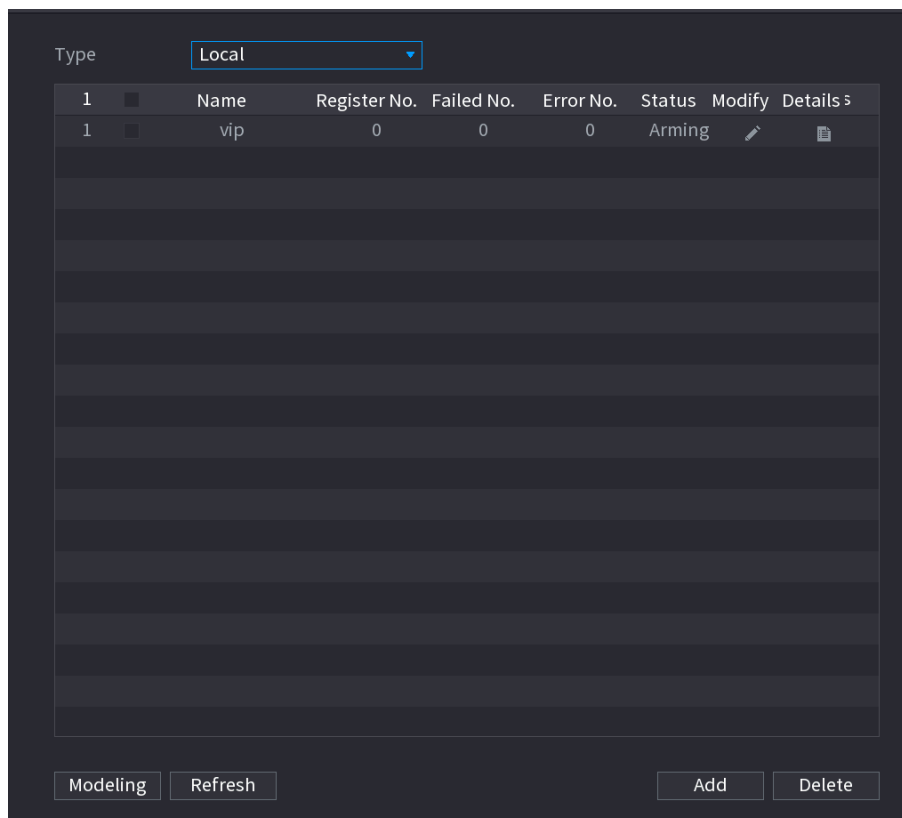 Type Local
1 Name Register No. Failed No. Error No. Status Modify Details s
1 vip 0 0 0 Arming
Modeling Refresh Add Delete